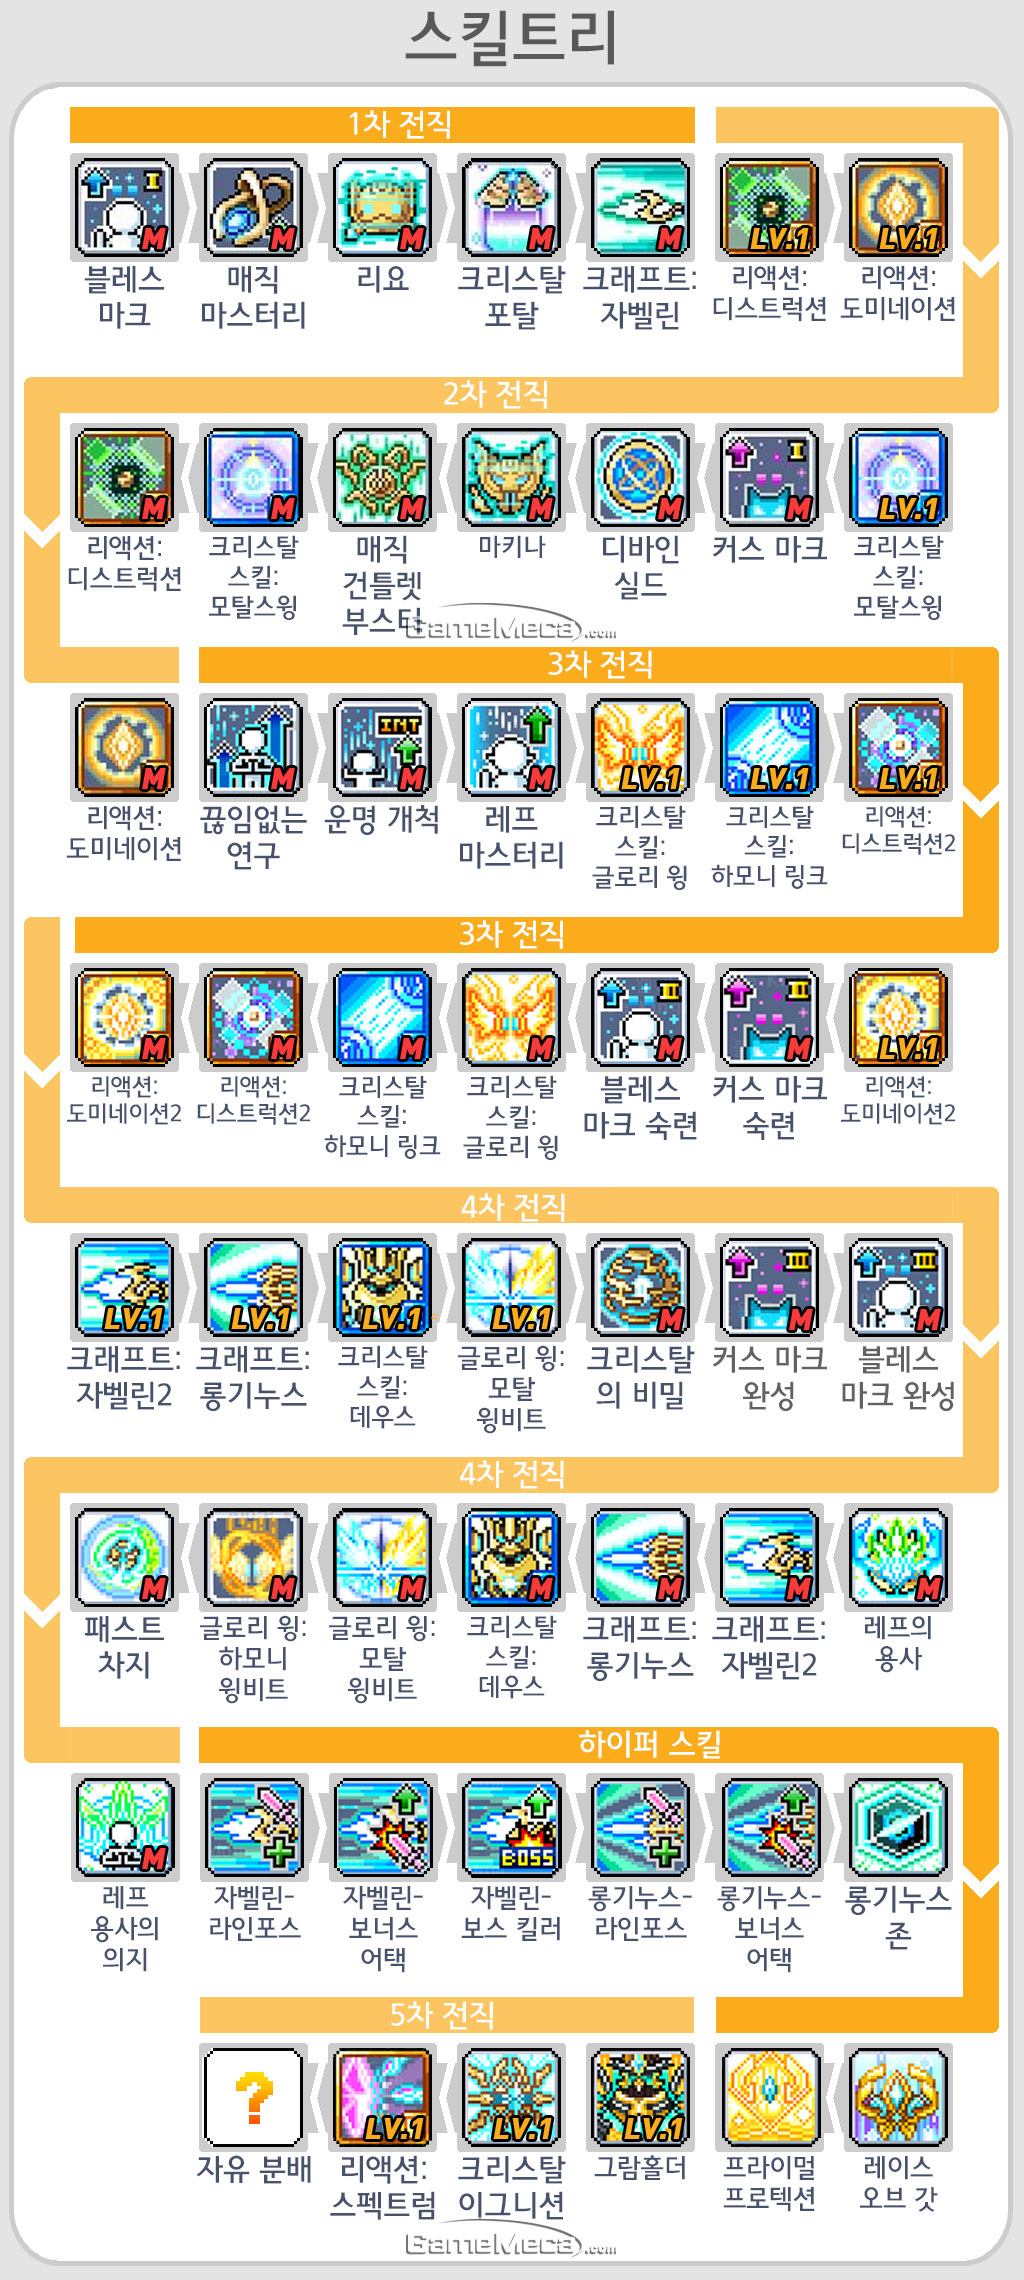 스킬트리
1차 전직
I
M
M
M
M
M
LV.1
LV.1
블레스
마크
매직
마스터리
리요
크리스탈
포탈
크래프트:
자벨린
리액션:
디스트럭션
리액션:
도미네이션
2차 전직
I
M
M
M
M
M
M
LV.1
리액션:
디스트럭션
크리스탈
스킬:
모탈스윙
매직
건틀렛
부스터
마키나
디바인
실드
커스 마크
크리스탈
스킬:
모탈스윙
GameMeca.com
3차 전직
INT
M
M
M
M
LV.1
LV.1
LV.1
리액션:
도미네이션
끊임없는
연구
운명 개척
레프
마스터리
크리스탈
스킬:
글로리 윙
크리스탈
스킬:
하모니 링크
리액션:
디스트럭션2
3차 전직
II
II
M
M
M
M
M
M
LV.1
리액션:
도미네이션2
리액션:
디스트럭션2
크리스탈
스킬:
하모니 링크
크리스탈
스킬:
글로리 윙
블레스
마크 숙련
커스 마크
숙련
리액션:
도미네이션2
4차 전직
III
III
LV.1
LV.1
LV.1
LV.1
M
M
M
크래프트:
자벨린2
크래프트:
롱기누스
크리스탈
스킬:
데우스
글로리 윙:
모탈
윙비트
크리스탈
의 비밀
커스 마크
완성
블레스
마크 완성
4차 전직
M
M
M
M
M
M
M
패스트
차지
글로리 윙:
하모니
윙비트
글로리 윙:
모탈
윙비트
크리스탈
스킬:
데우스
크래프트:
롱기누스
크래프트:
자벨린2
레프의
용사
하이퍼 스킬
M
BOSS
레프
용사의
의지
자벨린-
라인포스
자벨린-
보너스
어택
자벨린-
보스 킬러
롱기누스-
라인포스
롱기누스-
보너스
어택
롱기누스
존
5차 전직
?
LV.1
LV.1
LV.1
자유 분배
리액션:
스펙트럼
크리스탈
이그니션
그람홀더
프라이멀
프로텍션
레이스
오브 갓
GameMeca.com